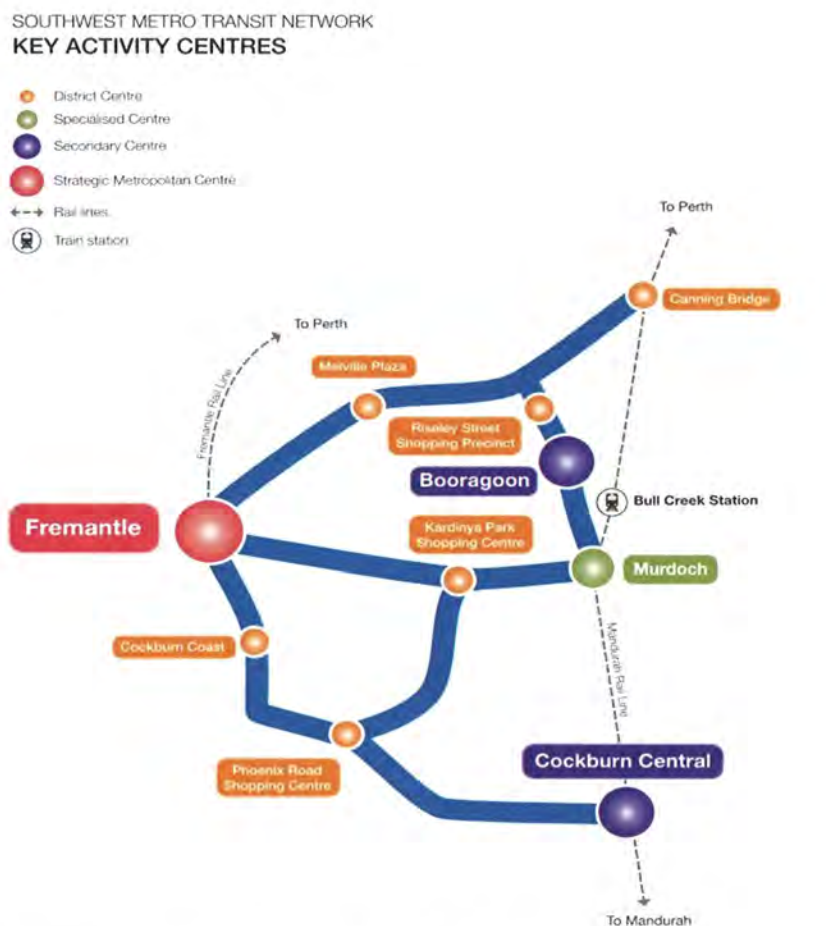 SOUTHWEST METRO TRANSIT NETWORK
KEY ACTIVITY CENTRES
District Centre
Specialised Centre
Secondary Centre
Strategic Metropolitan Centre
Rail lines
Train station
To Perth
Canning Bridge
To Perth
Fremantle Rail Line
Melville Plaza
Riseley Street
Shopping Precinct
Booragoon
Bull Creek Station
Fremantle
Kardinya Park
Shopping Centre
Murdoch
Cockburn Coast
Mandurah Rail Line
Phoenix Road
Shopping Centre
Cockburn Central
To Mandurah